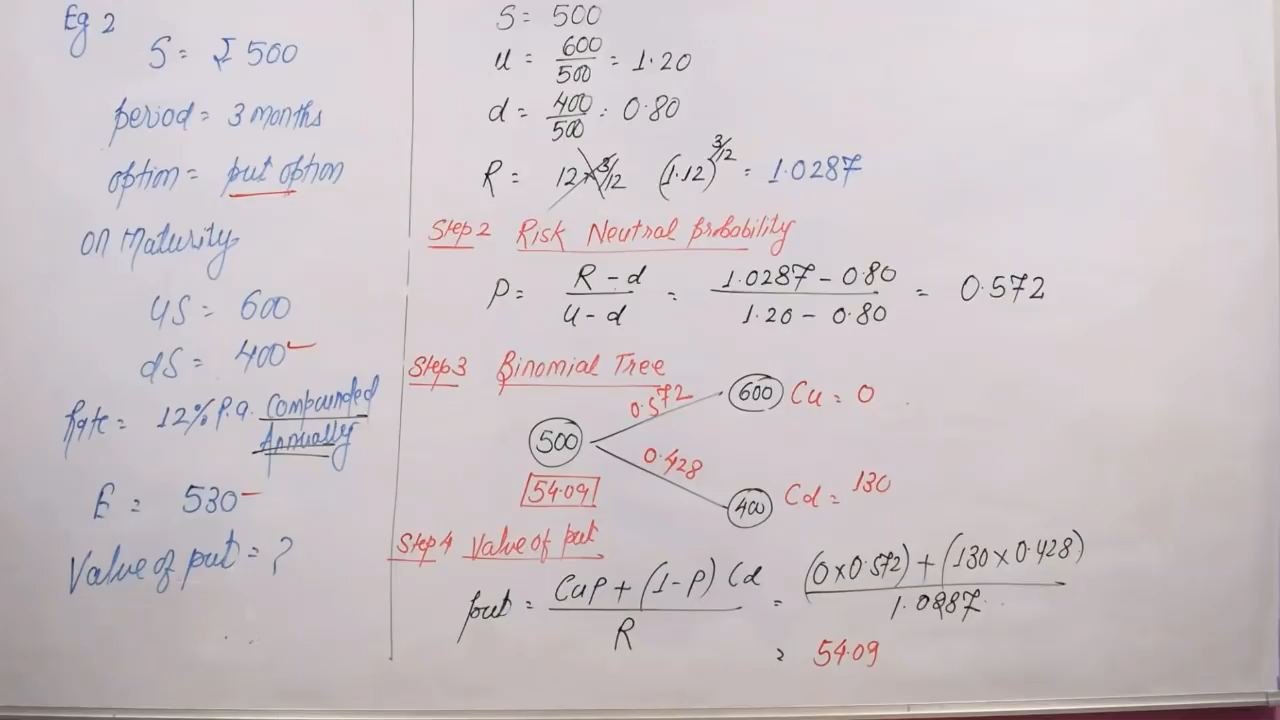 Eg 2
S = ₹ 500
period = 3 months
option = put option
on Maturity
US = 600
dS = 400
Rate = 12% P.a. Compounded
Annually
E = 530
Value of put = ?
S = 500
u = 600/500 = 1.20
d = 400/500 = 0.80
R = 12 × 3/12 (1.12)^3/12 = 1.0287
Step 2 Risk Neutral probability
P = R - d / u - d = 1.0287 - 0.80 / 1.20 - 0.80 = 0.572
Step 3 Binomial Tree
0.572 600 Cu = 0
500
0.428
54.09
400 Cd = 130
Step 4 Value of put
put = CuP + (1-P) Cd / R = (0×0.572) + (130×0.428) / 1.0287
= 54.09